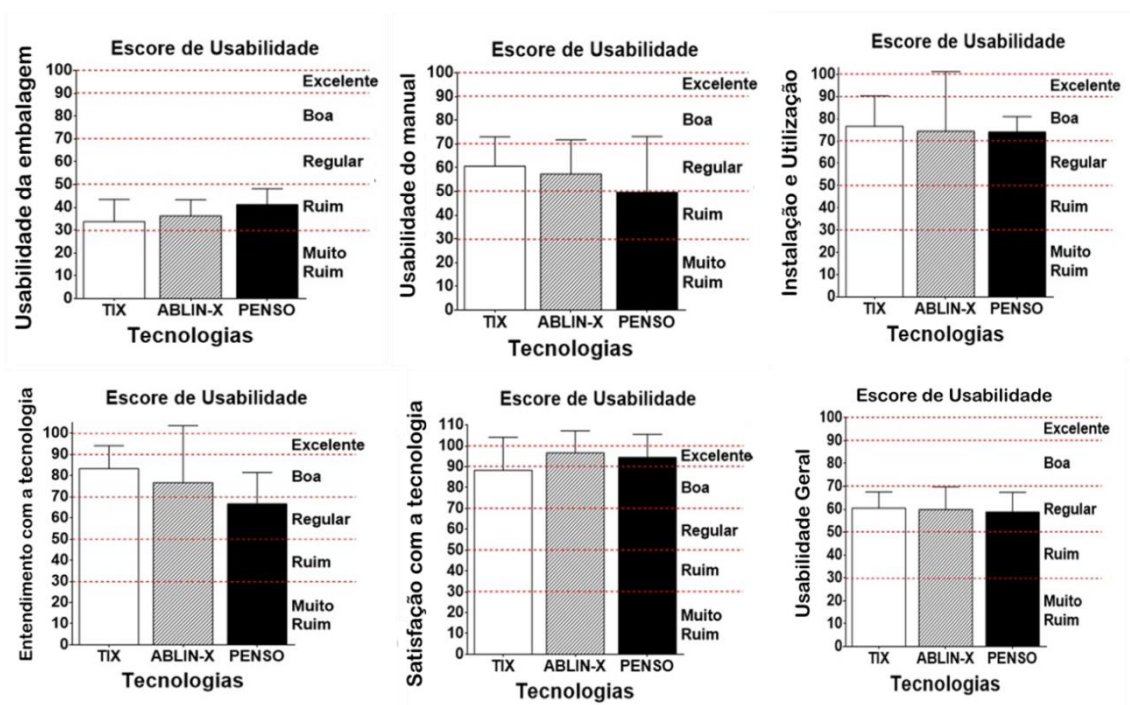 Escore de Usabilidade
Usabilidade da embalagem
100
90
80
70
60
50
40
30
20
10
0
Excelente
Boa
Regular
Ruim
Muito
Ruim
TIX ABLIN-X PENSO
Tecnologias
Escore de Usabilidade
Usabilidade do manual
100
90
80
70
60
50
40
30
20
10
0
Excelente
Boa
Regular
Ruim
Muito
Ruim
TIX ABLIN-X PENSO
Tecnologias
Escore de Usabilidade
Instalação e Utilização
100
90
80
70
60
50
40
30
20
10
0
Excelente
Boa
Regular
Ruim
Muito
Ruim
TIX ABLIN-X PENSO
Tecnologias
Escore de Usabilidade
Entendimento com a tecnologia
100
90
80
70
60
50
40
30
20
10
0
Excelente
Boa
Regular
Ruim
Muito
Ruim
TIX ABLIN-X PENSO
Tecnologias
Escore de Usabilidade
Satisfação com a tecnologia
110
100
90
80
70
60
50
40
30
20
10
0
Excelente
Boa
Regular
Ruim
Muito
Ruim
TIX ABLIN-X PENSO
Tecnologias
Escore de Usabilidade
Usabilidade Geral
100
90
80
70
60
50
40
30
20
10
0
Excelente
Boa
Regular
Ruim
Muito
Ruim
TIX ABLIN-X PENSO
Tecnologias